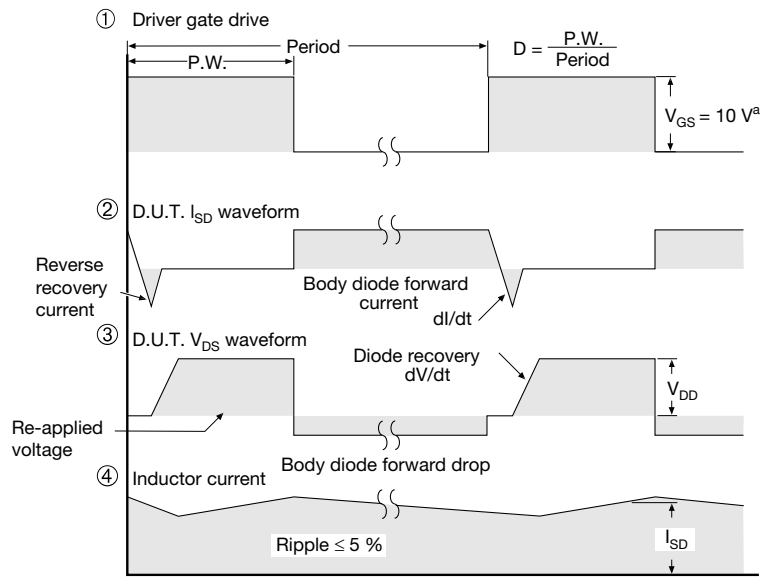 ① Driver gate drive
Period
P.W.
D = P.W. / Period
V_GS = 10 V^a
② D.U.T. I_SD waveform
Reverse
recovery
current
Body diode forward
current
dI/dt
③ D.U.T. V_DS waveform
Diode recovery
dV/dt
V_DD
Re-applied
voltage
Body diode forward drop
④ Inductor current
Ripple ≤ 5 %
I_SD